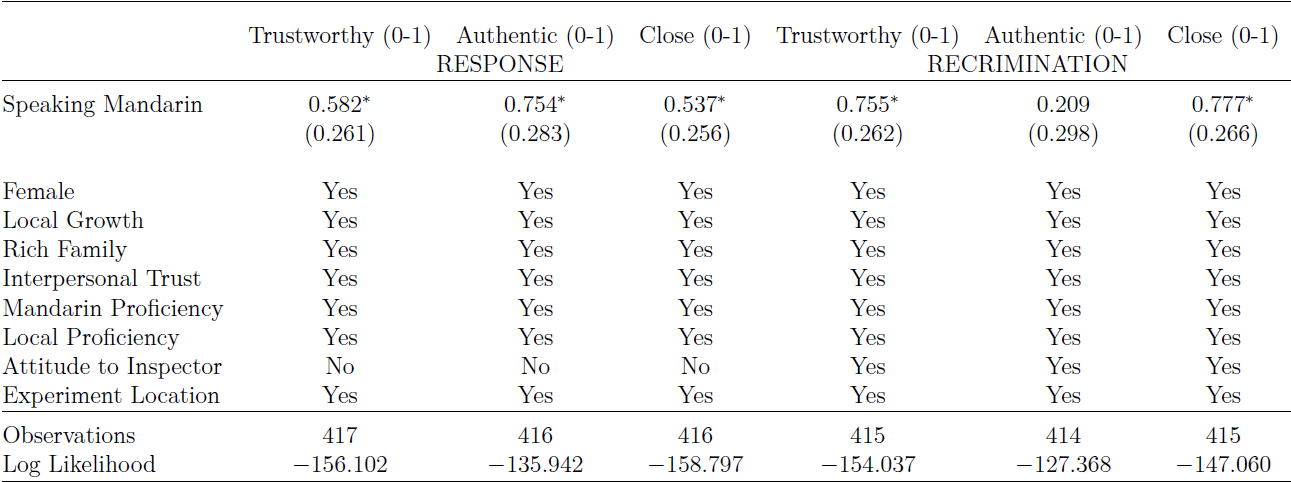 Trustworthy (0-1) Authentic (0-1) Close (0-1) Trustworthy (0-1) Authentic (0-1) Close (0-1)
RESPONSE RECRIMINATION
Speaking Mandarin 0.582* 0.754* 0.537* 0.755* 0.209 0.777*
(0.261) (0.283) (0.256) (0.262) (0.298) (0.266)
Female Yes Yes Yes Yes Yes Yes
Local Growth Yes Yes Yes Yes Yes Yes
Rich Family Yes Yes Yes Yes Yes Yes
Interpersonal Trust Yes Yes Yes Yes Yes Yes
Mandarin Proficiency Yes Yes Yes Yes Yes Yes
Local Proficiency Yes Yes Yes Yes Yes Yes
Attitude to Inspector No No No Yes Yes Yes
Experiment Location Yes Yes Yes Yes Yes Yes
Observations 417 416 416 415 414 415
Log Likelihood −156.102 −135.942 −158.797 −154.037 −127.368 −147.060